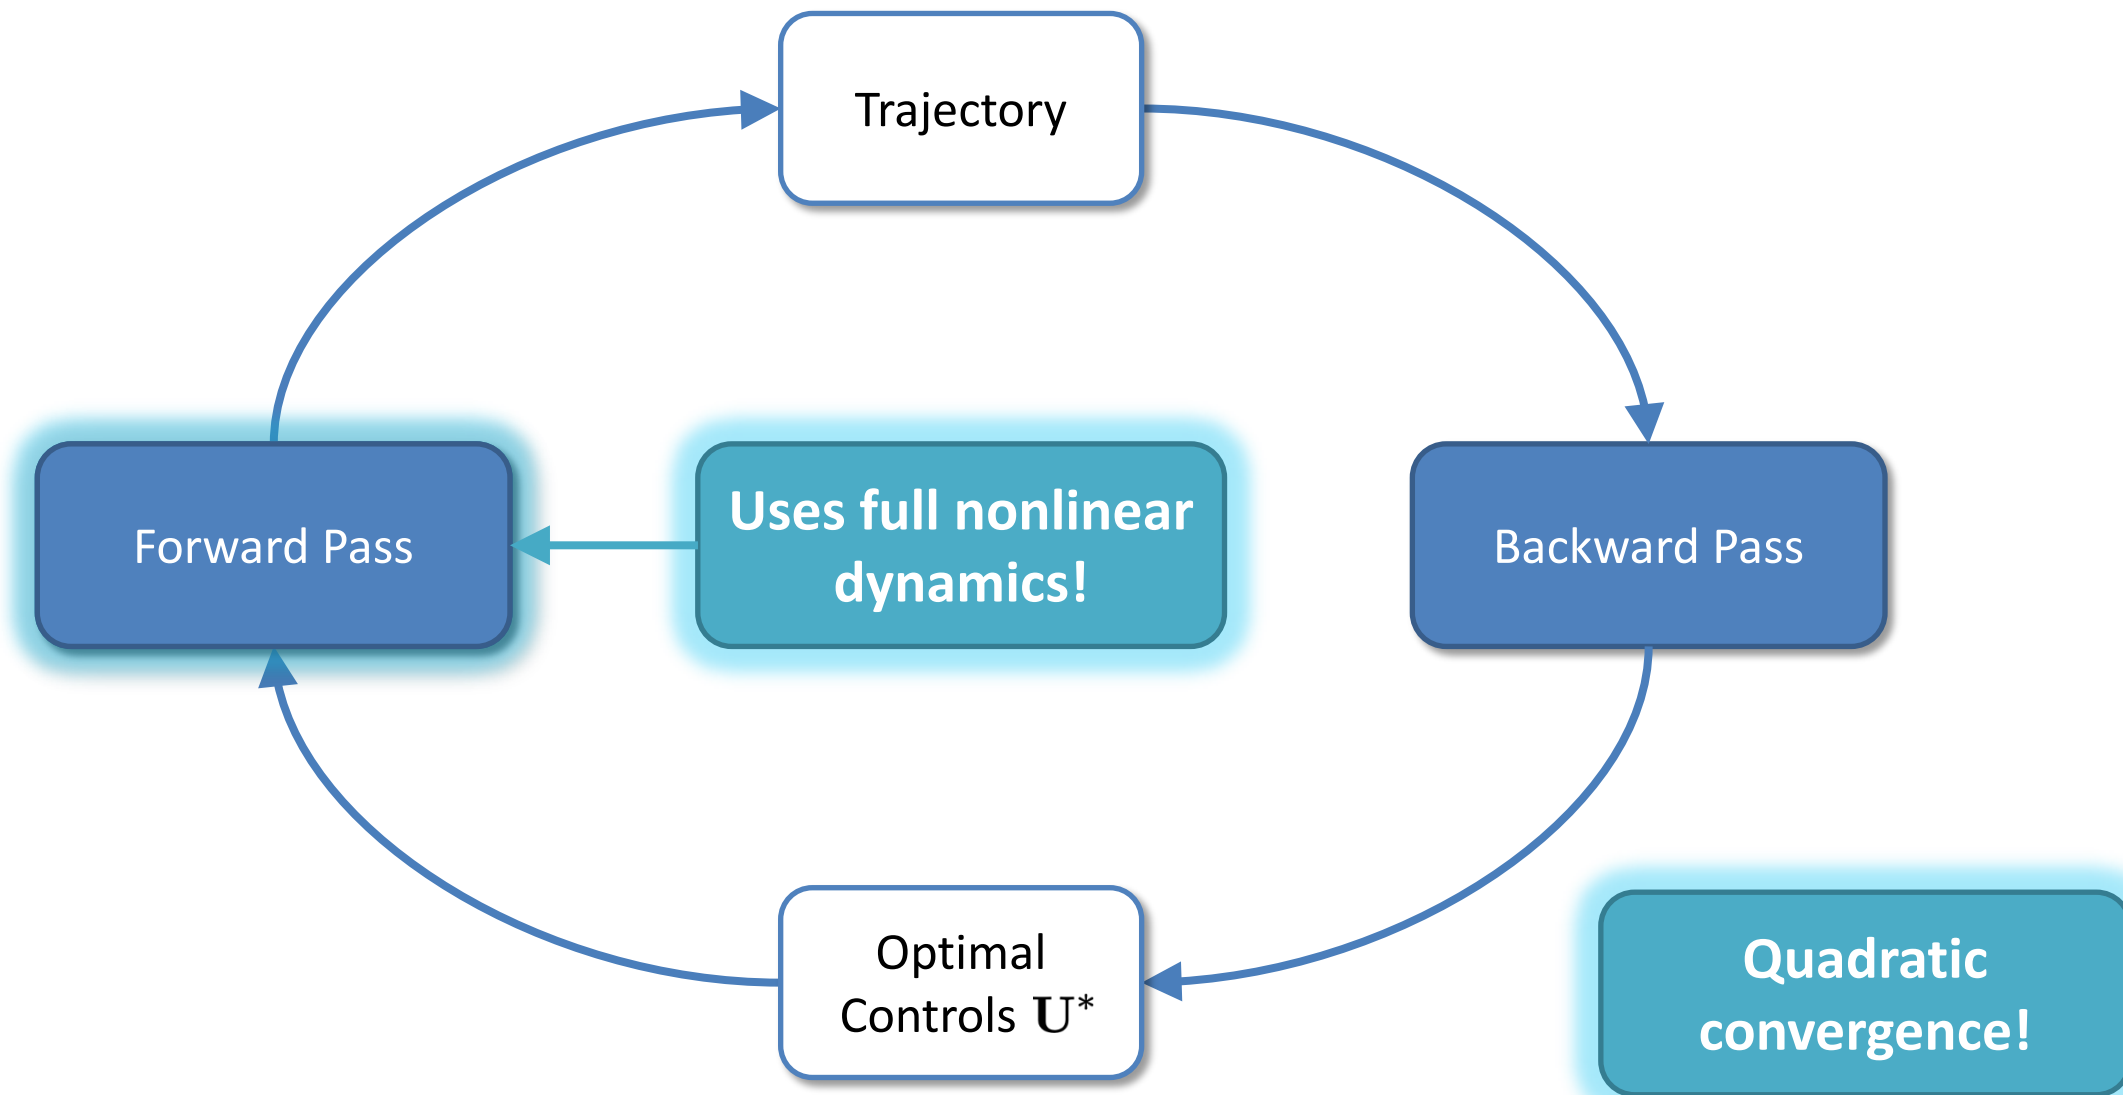 Trajectory
Forward Pass
Uses full nonlinear
dynamics!
Backward Pass
Optimal
Controls U*
Quadratic
convergence!